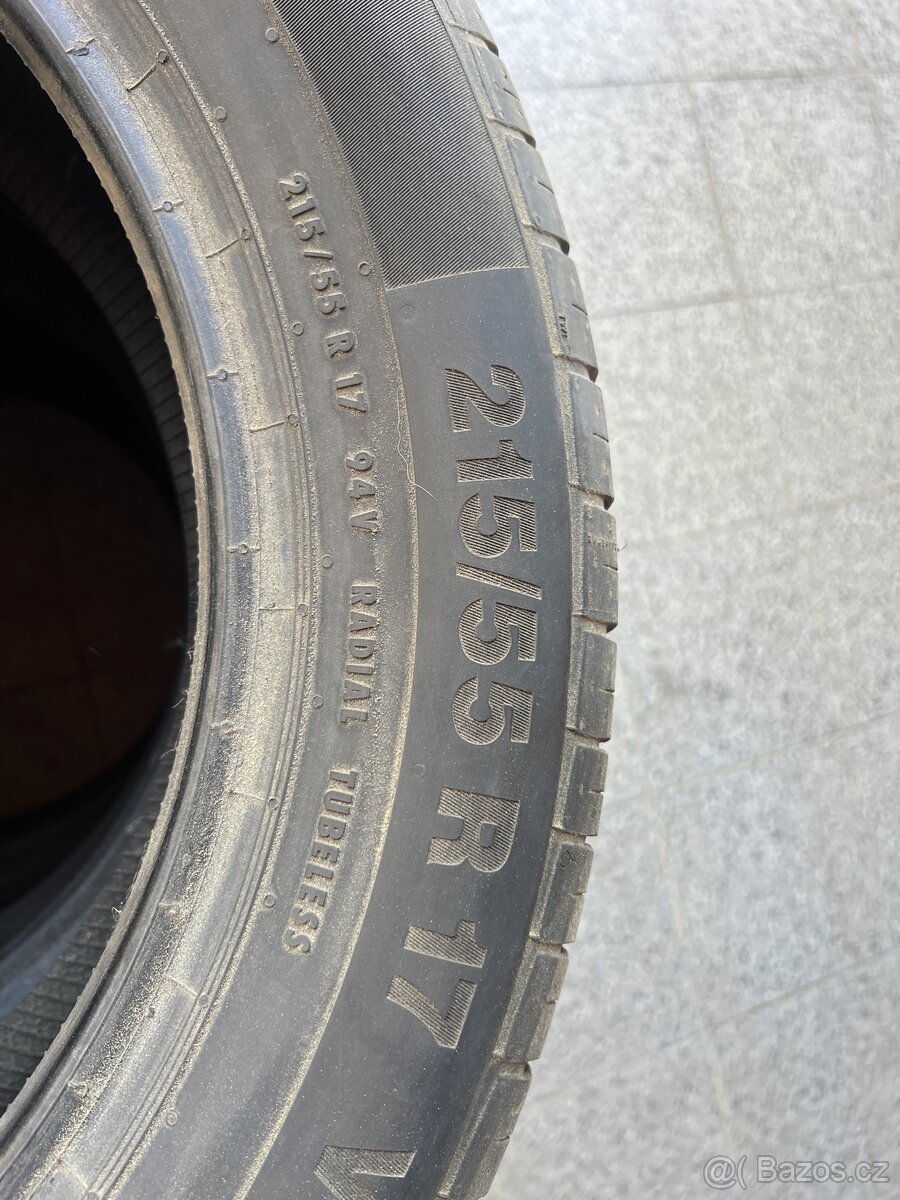 215/55 R 17 94V RADIAL TUBELESS
215/55 R 17 V
@( Bazos.cz